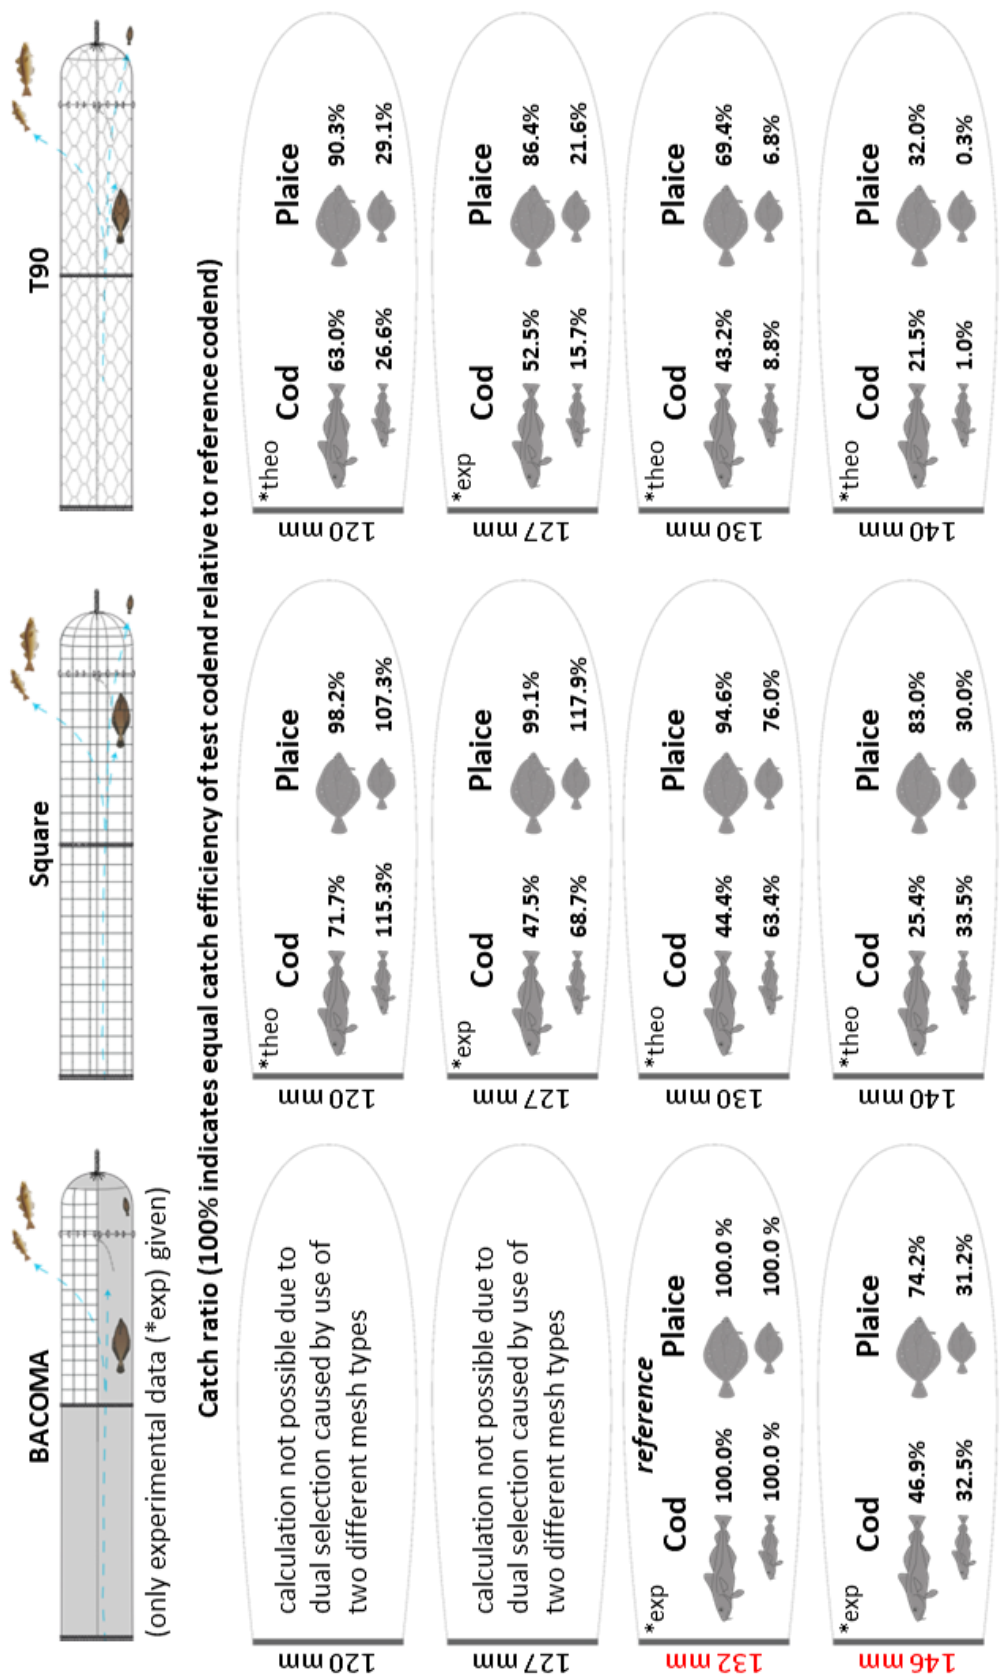 BACOMA
Square
T90
(only experimental data (*exp) given)
Catch ratio (100% indicates equal catch efficiency of test codend relative to reference codend)
120 mm
calculation not possible due to
dual selection caused by use of
two different mesh types
120 mm
*theo
Cod
Plaice
71.7%
98.2%
115.3%
107.3%
120 mm
*theo
Cod
Plaice
63.0%
90.3%
26.6%
29.1%
127 mm
calculation not possible due to
dual selection caused by use of
two different mesh types
127 mm
*exp
Cod
Plaice
47.5%
99.1%
68.7%
117.9%
127 mm
*exp
Cod
Plaice
52.5%
86.4%
15.7%
21.6%
132 mm
*exp
reference
Cod
Plaice
100.0%
100.0 %
100.0 %
100.0 %
130 mm
*theo
Cod
Plaice
44.4%
94.6%
63.4%
76.0%
130 mm
*theo
Cod
Plaice
43.2%
69.4%
8.8%
6.8%
146 mm
*exp
Cod
Plaice
46.9%
74.2%
32.5%
31.2%
140 mm
*theo
Cod
Plaice
25.4%
83.0%
33.5%
30.0%
140 mm
*theo
Cod
Plaice
21.5%
32.0%
1.0%
0.3%